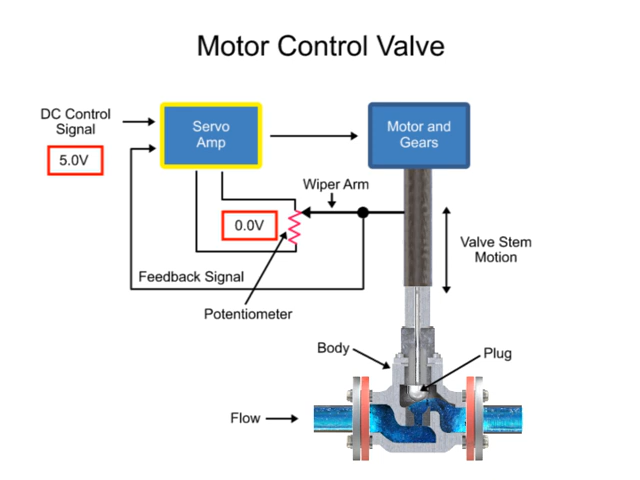 Motor Control Valve
DC Control
Signal
5.0V
Servo
Amp
Motor and
Gears
Wiper Arm
0.0V
Valve Stem
Motion
Feedback Signal
Potentiometer
Body
Plug
Flow